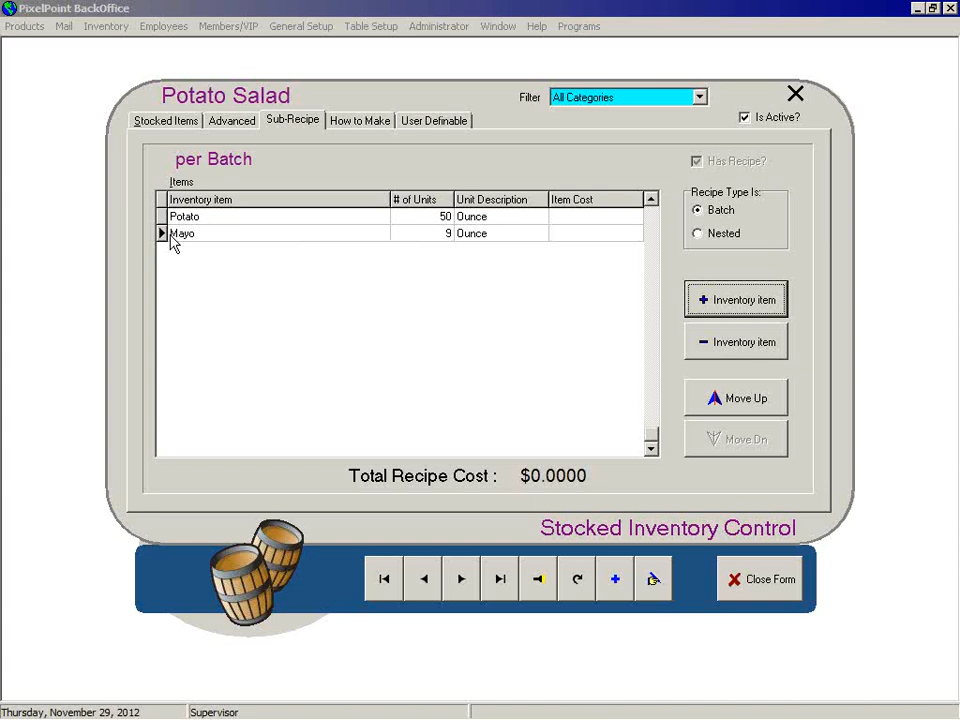 PixelPoint BackOffice
Products Mail Inventory Employees Members/VIP General Setup Table Setup Administrator Window Help Programs
Potato Salad
Filter All Categories
Stocked Items Advanced Sub-Recipe How to Make User Definable
Is Active?
per Batch
Has Recipe?
Items
Inventory item # of Units Unit Description Item Cost
Recipe Type Is:
Potato 50 Ounce
Batch
Mayo 9 Ounce
Nested
+ Inventory item
- Inventory item
Move Up
Move Dn
Total Recipe Cost : $0.0000
Stocked Inventory Control
Close Form
Thursday, November 29, 2012 Supervisor